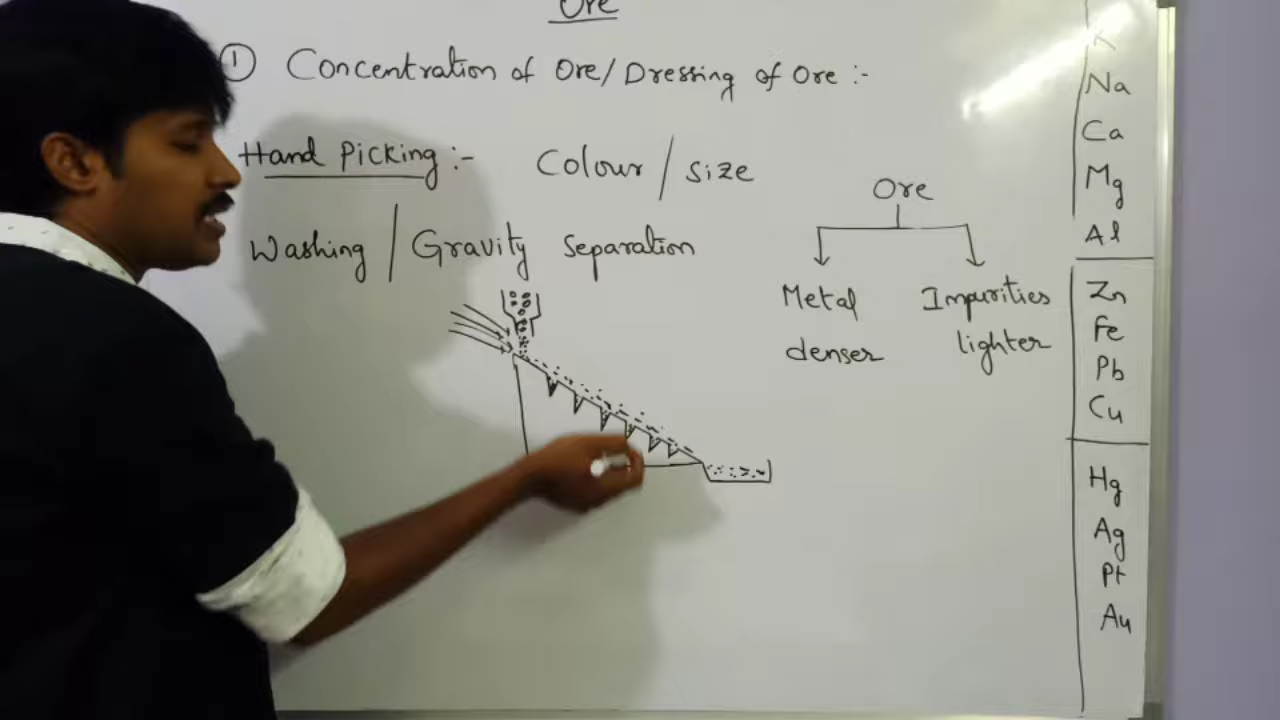 Ore
① Concentration of Ore/Dressing of Ore :-
Hand Picking :- Colour / size
Washing / Gravity separation
Ore
Metal Impurities
denser lighter
K
Na
Ca
Mg
Al
Zn
Fe
Pb
Cu
Hg
Ag
Pt
Au